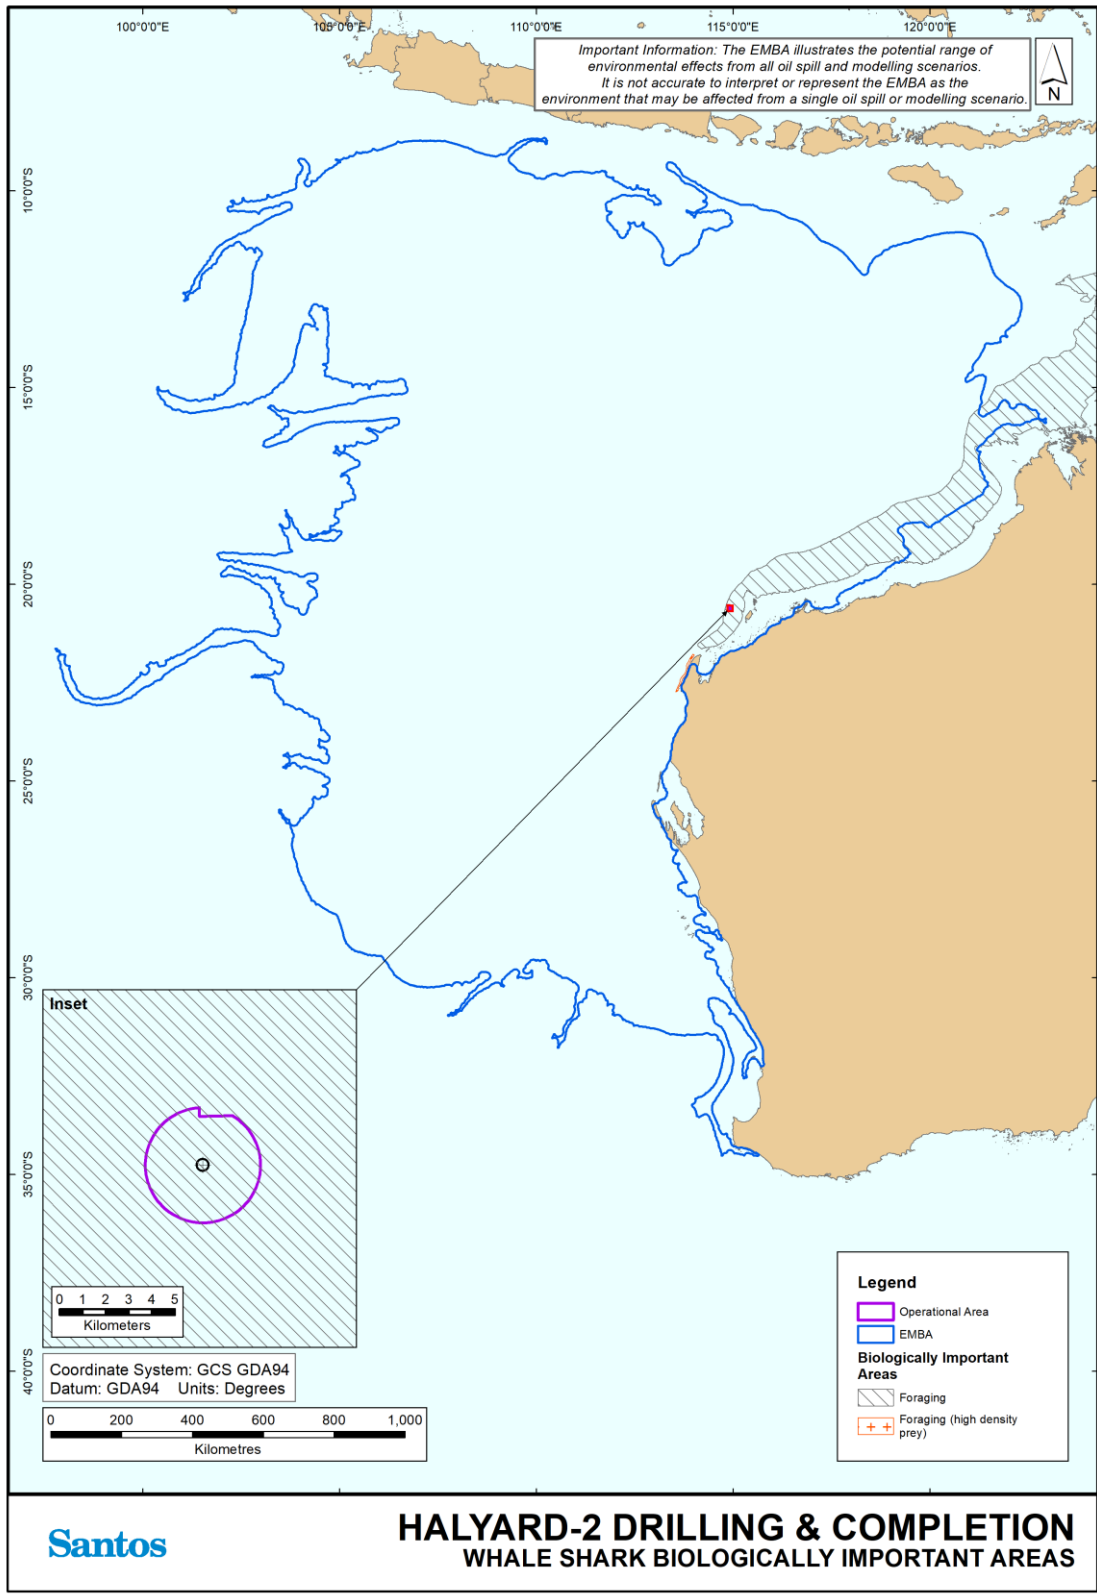 100°0'0"E
105°0'0"E
110°0'0"E
115°0'0"E
120°0'0"E
Important Information: The EMBA illustrates the potential range of
environmental effects from all oil spill and modelling scenarios.
It is not accurate to interpret or represent the EMBA as the
environment that may be affected from a single oil spill or modelling scenario.
N
10°0'0"S
15°0'0"S
20°0'0"S
25°0'0"S
30°0'0"S
35°0'0"S
40°0'0"S
Inset
0 1 2 3 4 5
Kilometers
Coordinate System: GCS GDA94
Datum: GDA94 Units: Degrees
0 200 400 600 800 1,000
Kilometres
Legend
Operational Area
EMBA
Biologically Important
Areas
Foraging
Foraging (high density
prey)
Santos
HALYARD-2 DRILLING & COMPLETION
WHALE SHARK BIOLOGICALLY IMPORTANT AREAS